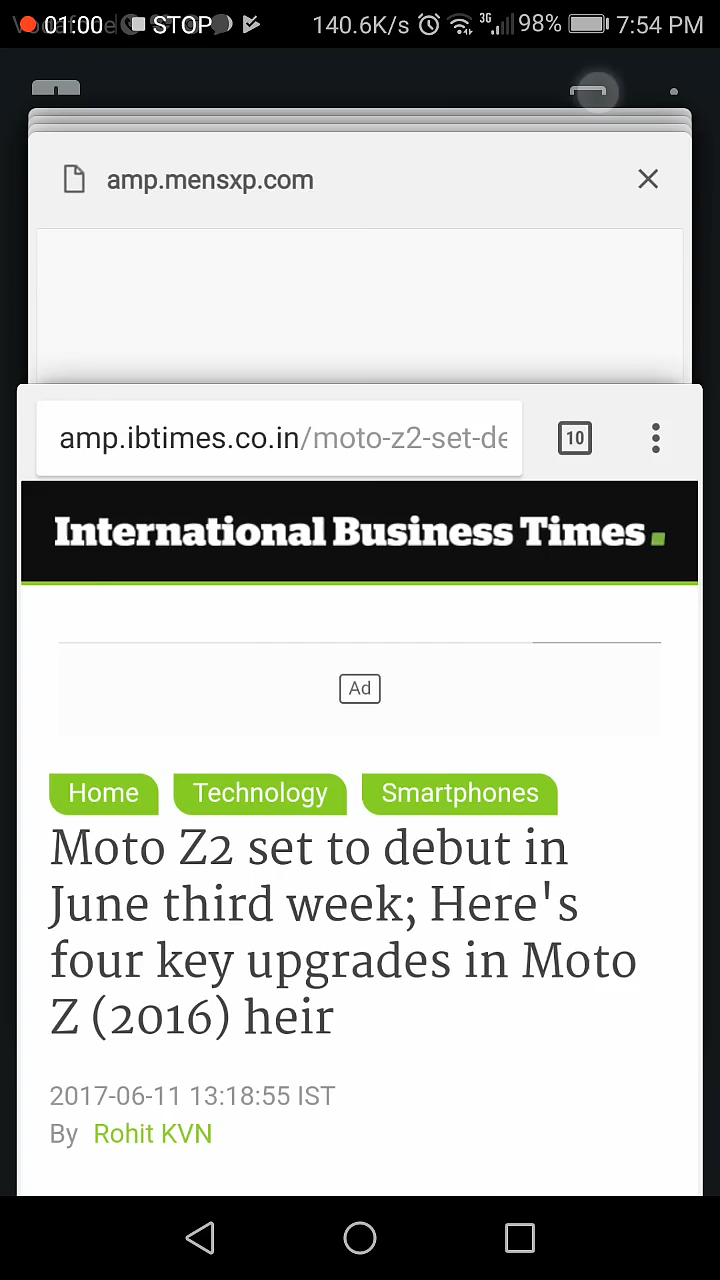 01:00 STOP 140.6K/s 3G 98% 7:54 PM
amp.mensxp.com
amp.ibtimes.co.in/moto-z2-set-de
10
International Business Times.
Ad
Home Technology Smartphones
Moto Z2 set to debut in
June third week; Here's
four key upgrades in Moto
Z (2016) heir
2017-06-11 13:18:55 IST
By Rohit KVN